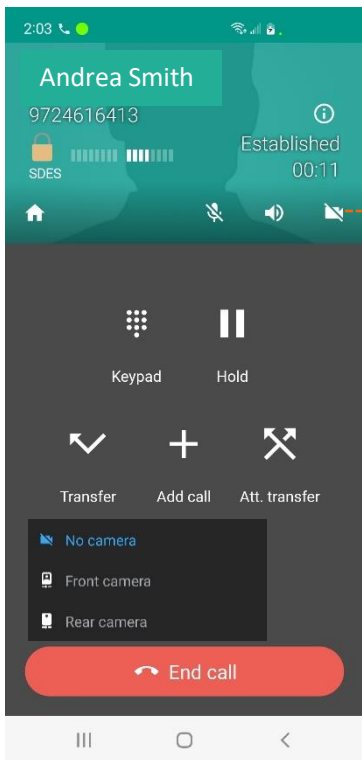 2:03
Andrea Smith
9724616413
Established
SDES
00:11
Keypad Hold
Transfer Add call Att. transfer
No camera
Front camera
Rear camera
End call